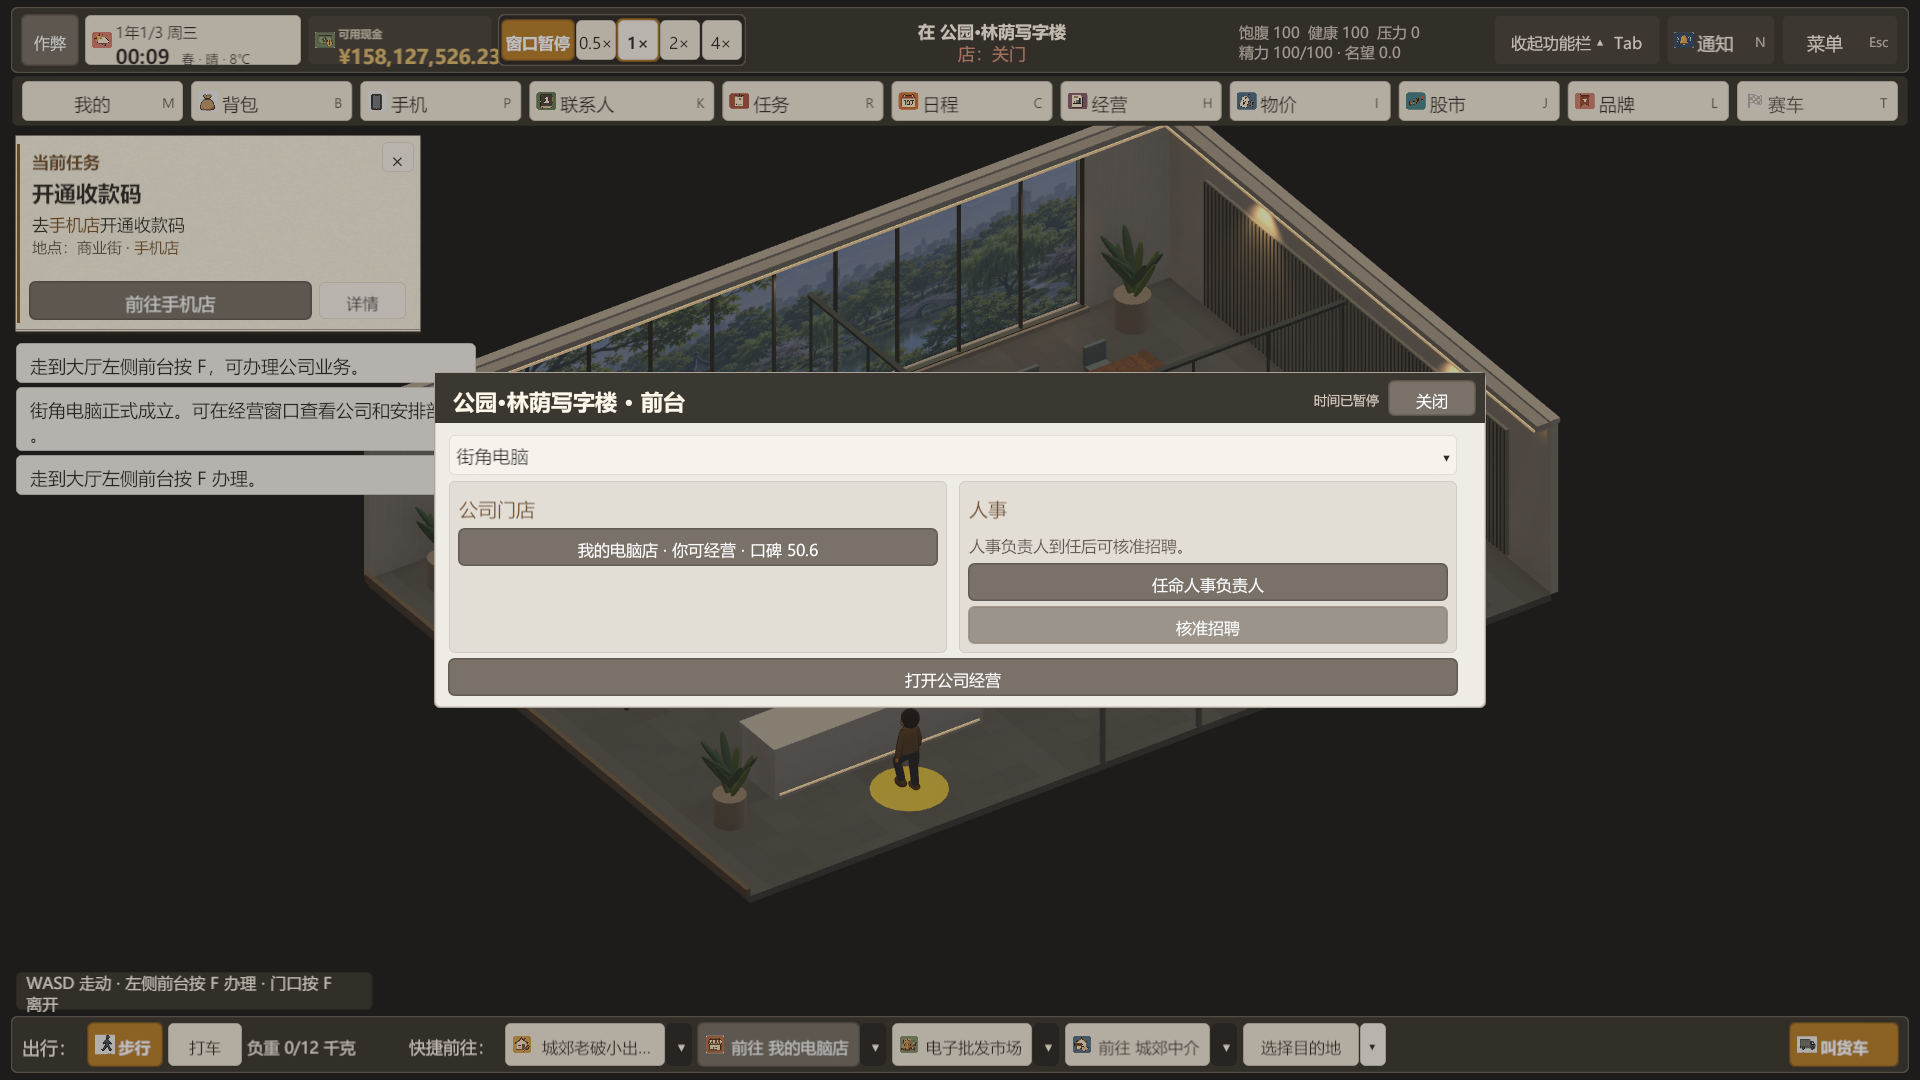 作弊
1年1/3 周三
00:09 春 · 晴 · 8℃
可用现金
¥158,127,526.23
窗口暂停
0.5×
1×
2×
4×
在 公园·林荫写字楼
店：关门
饱腹 100 健康 100 压力 0
精力 100/100 · 名望 0.0
收起功能栏 ▴ Tab
通知 N
菜单 Esc
我的 M
背包 B
手机 P
联系人 K
任务 R
日程 C
经营 H
物价 I
股市 J
品牌 L
赛车 T
当前任务
×
开通收款码
去手机店开通收款码
地点：商业街 · 手机店
前往手机店
详情
走到大厅左侧前台按 F，可办理公司业务。
街角电脑正式成立。可在经营窗口查看公司和安排
。
走到大厅左侧前台按 F 办理。
公园·林荫写字楼 · 前台
时间已暂停
关闭
街角电脑
公司门店
我的电脑店 · 你可经营 · 口碑 50.6
人事
人事负责人到任后可核准招聘。
任命人事负责人
核准招聘
打开公司经营
WASD 走动 · 左侧前台按 F 办理 · 门口按 F
离开
出行：
步行
打车
负重 0/12 千克
快捷前往：
城郊老破小出...
前往 我的电脑店
电子批发市场
前往 城郊中介
选择目的地
叫货车